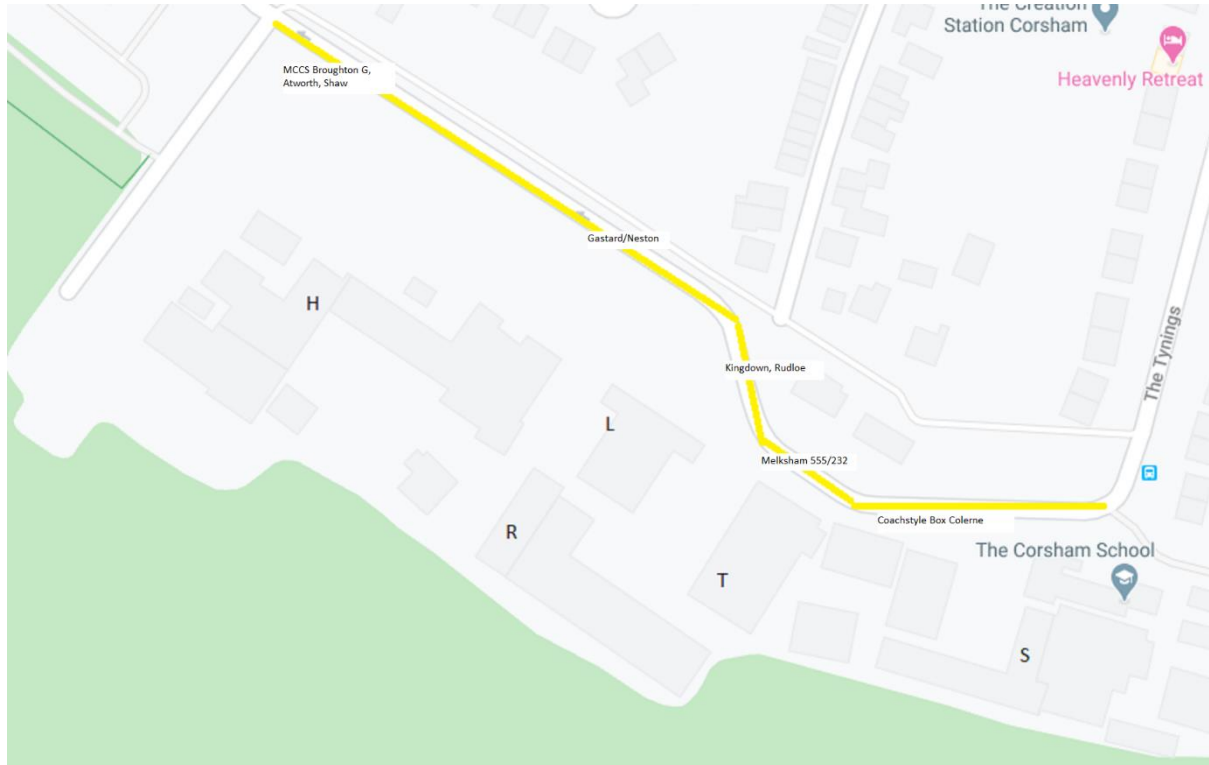 The Creation
Station Corsham
Heavenly Retreat
MCCS Broughton G,
Atworth, Shaw
Gastard/Neston
H
The Tynings
Kingdown, Rudloe
L
Melksham 555/232
Coachstyle Box Colerne
R
The Corsham School
T
S